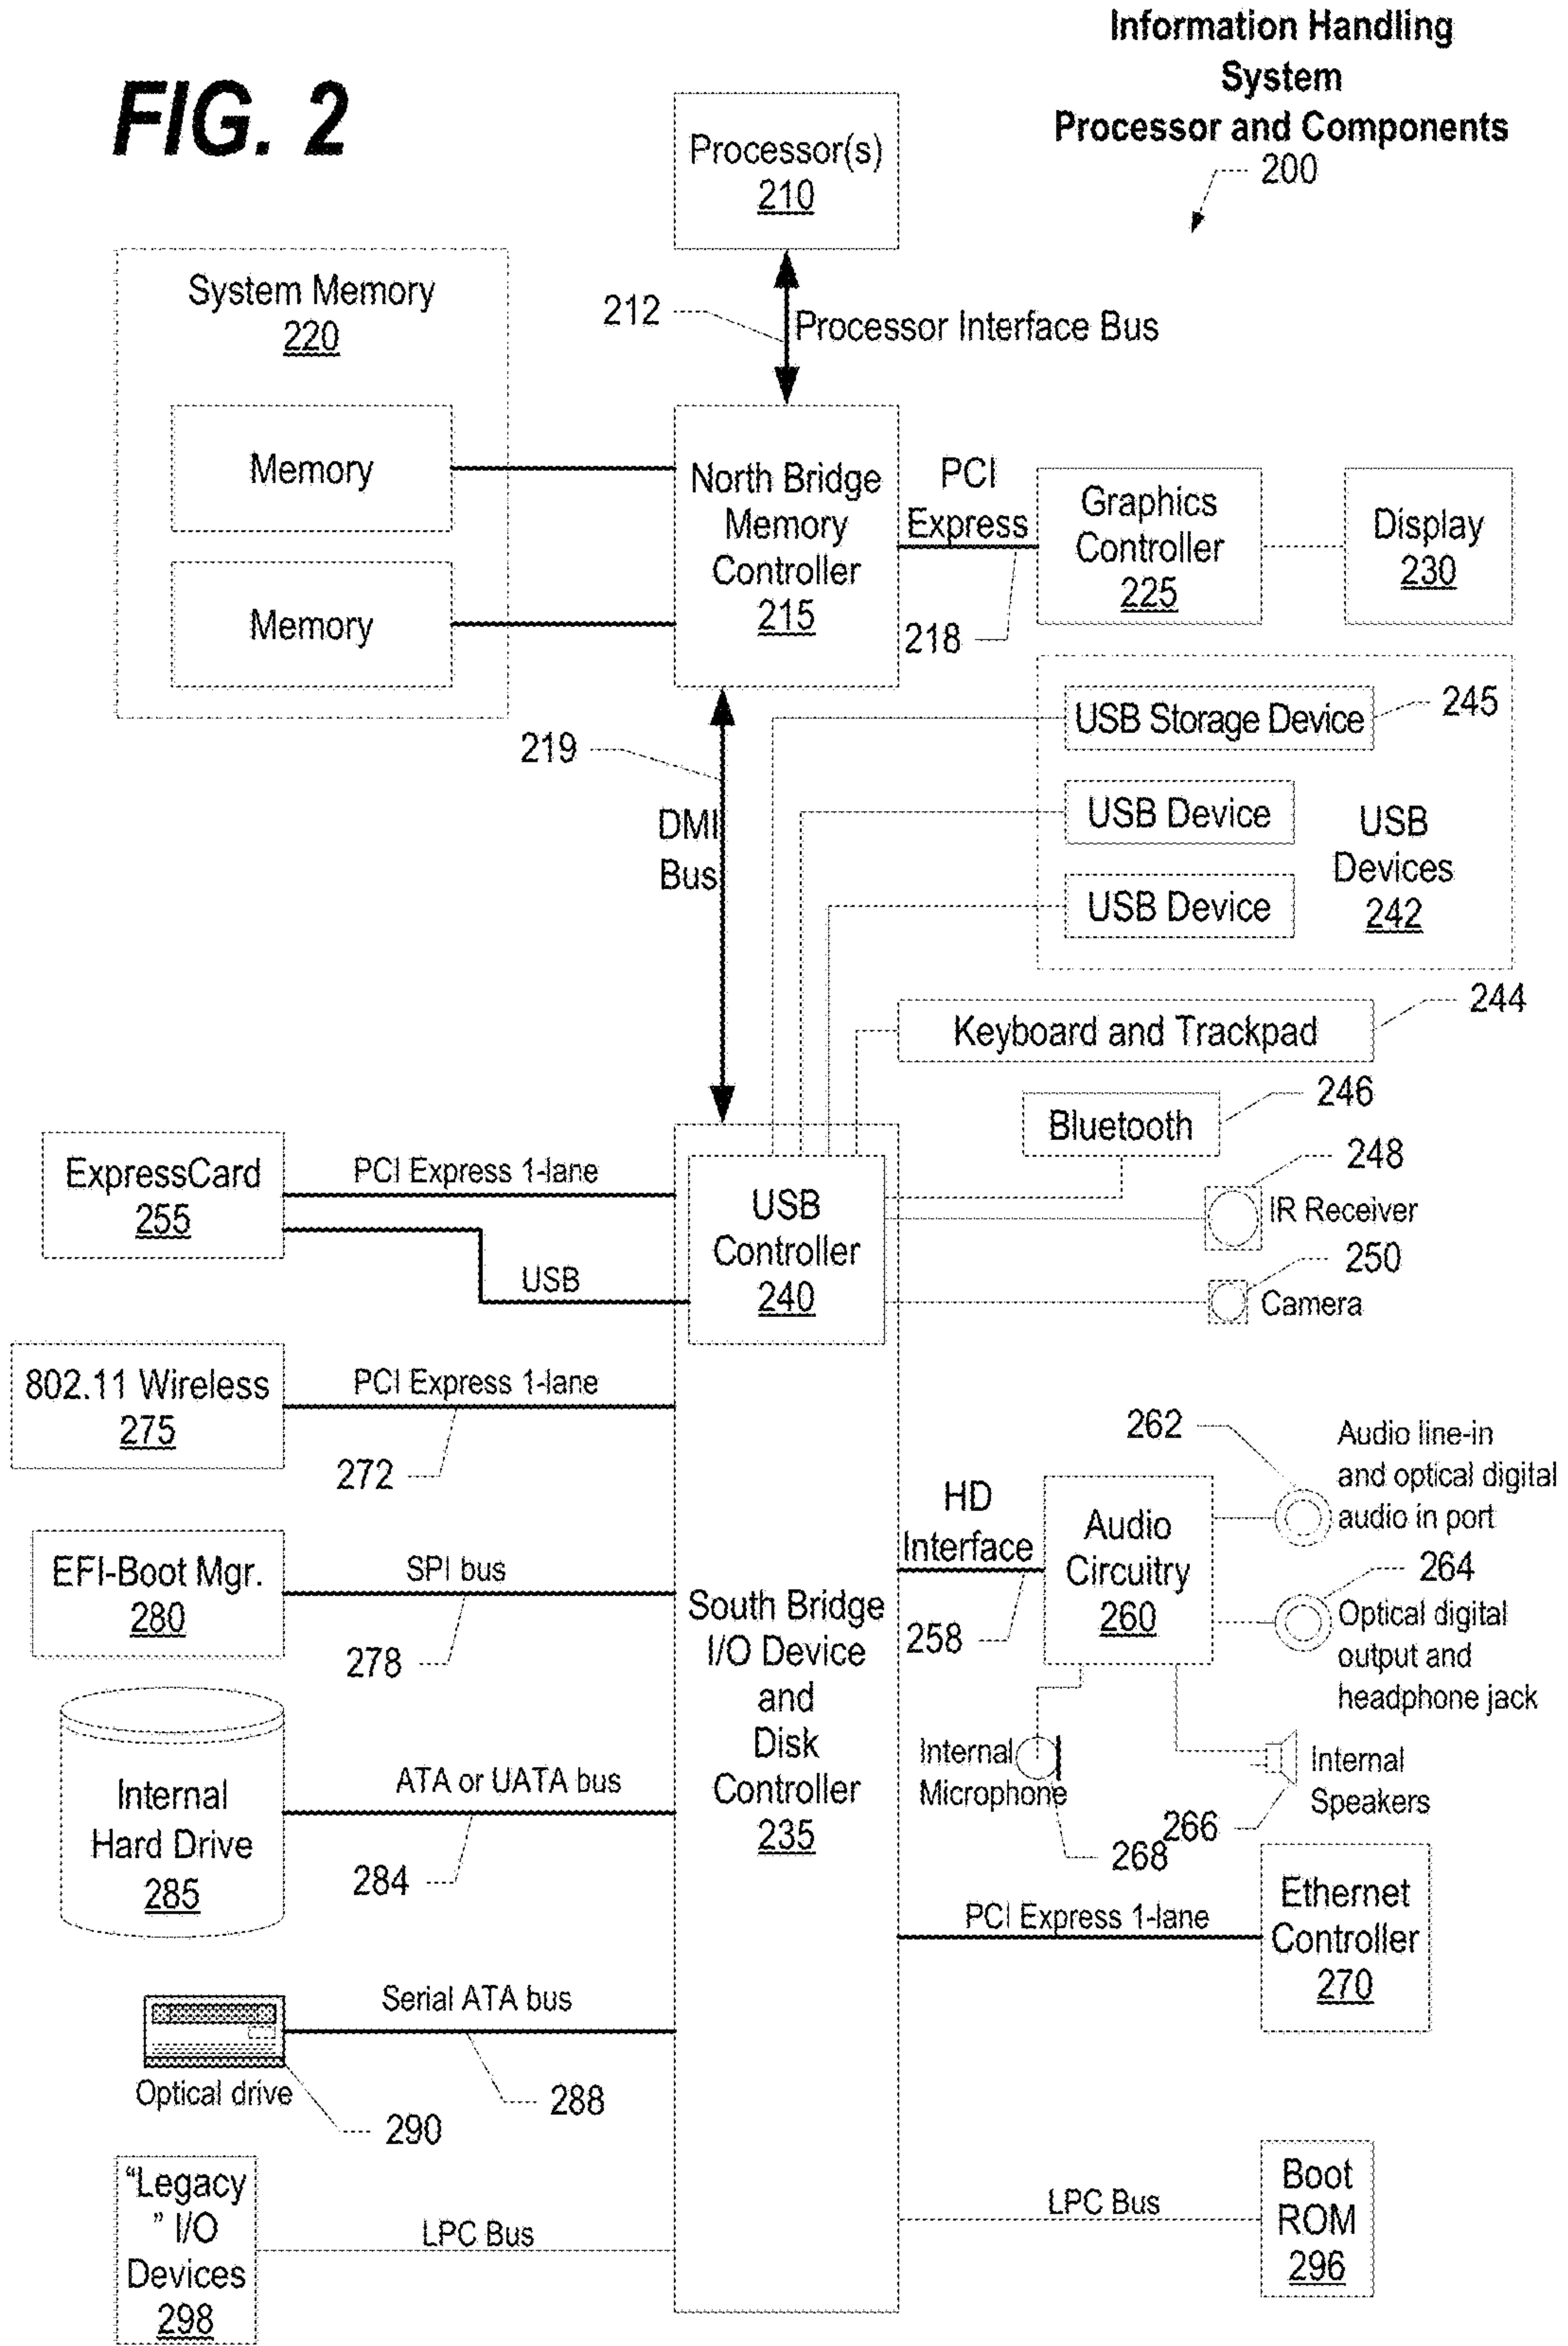 Information Handling
System
Processor and Components
200
FIG. 2
Processor(s)
210
212
Processor Interface Bus
System Memory
220
Memory
Memory
North Bridge
Memory
Controller
215
PCI
Express
218
Graphics
Controller
225
Display
230
219
DMI
Bus
USB Storage Device
245
USB Device
USB Device
USB
Devices
242
Keyboard and Trackpad
244
Bluetooth
246
248
IR Receiver
250
Camera
ExpressCard
255
PCI Express 1-lane
USB
USB
Controller
240
802.11 Wireless
275
PCI Express 1-lane
272
EFI-Boot Mgr.
280
SPI bus
278
Internal
Hard Drive
285
ATA or UATA bus
284
South Bridge
I/O Device
and
Disk
Controller
235
HD
Interface
258
Audio
Circuitry
260
262
Audio line-in
and optical digital
audio in port
264
Optical digital
output and
headphone jack
Internal
Microphone
268
266
Internal
Speakers
PCI Express 1-lane
Ethernet
Controller
270
Serial ATA bus
288
Optical drive
290
“Legacy
” I/O
Devices
298
LPC Bus
LPC Bus
Boot
ROM
296